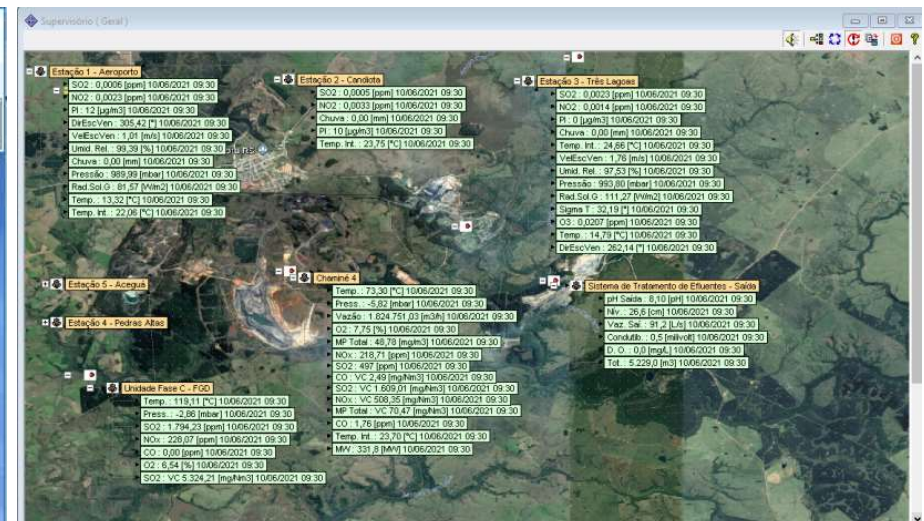 Supervisório ( Geral )
Estação 1 - Aeroporto
SO2 : 0,0006 [ppm] 10/06/2021 09:30
NO2 : 0,0023 [ppm] 10/06/2021 09:30
PI : 12 [µg/m3] 10/06/2021 09:30
DirEscVen : 305,42 [°] 10/06/2021 09:30
VelEscVen : 1,01 [m/s] 10/06/2021 09:30
Umid. Rel. : 99,39 [%] 10/06/2021 09:30
Chuva : 0,00 [mm] 10/06/2021 09:30
Pressão : 989,99 [mbar] 10/06/2021 09:30
Rad.Sol.G : 81,57 [W/m2] 10/06/2021 09:30
Temp. : 13,32 [°C] 10/06/2021 09:30
Temp. Int. : 22,06 [°C] 10/06/2021 09:30
Estação 2 - Candiota
SO2 : 0,0005 [ppm] 10/06/2021 09:30
NO2 : 0,0033 [ppm] 10/06/2021 09:30
Chuva : 0,00 [mm] 10/06/2021 09:30
PI : 10 [µg/m3] 10/06/2021 09:30
Temp. Int. : 23,75 [°C] 10/06/2021 09:30
Estação 3 - Três Lagoas
SO2 : 0,0023 [ppm] 10/06/2021 09:30
NO2 : 0,0014 [ppm] 10/06/2021 09:30
PI : 0 [µg/m3] 10/06/2021 09:30
Chuva : 0,00 [mm] 10/06/2021 09:30
Temp. Int. : 24,66 [°C] 10/06/2021 09:30
VelEscVen : 1,76 [m/s] 10/06/2021 09:30
Umid. Rel. : 97,53 [%] 10/06/2021 09:30
Pressão : 993,80 [mbar] 10/06/2021 09:30
Rad.Sol.G : 111,27 [W/m2] 10/06/2021 09:30
Sigma T : 32,19 [°] 10/06/2021 09:30
O3 : 0,0207 [ppm] 10/06/2021 09:30
Temp. : 14,79 [°C] 10/06/2021 09:30
DirEscVen : 262,14 [°] 10/06/2021 09:30
Estação 5 - Aceguá
Estação 4 - Pedras Altas
Chaminé 4
Temp. : 73,30 [°C] 10/06/2021 09:30
Press. : -5,82 [mbar] 10/06/2021 09:30
Vazão : 1.824.751,03 [m3/h] 10/06/2021 09:30
O2 : 7,75 [%] 10/06/2021 09:30
MP Total : 48,78 [mg/m3] 10/06/2021 09:30
NOx : 218,71 [ppm] 10/06/2021 09:30
SO2 : 497 [ppm] 10/06/2021 09:30
CO : VC 2,49 [mg/Nm3] 10/06/2021 09:30
SO2 : VC 1.609,01 [mg/Nm3] 10/06/2021 09:30
NOx : VC 508,35 [mg/Nm3] 10/06/2021 09:30
MP Total : VC 70,47 [mg/Nm3] 10/06/2021 09:30
CO : 1,76 [ppm] 10/06/2021 09:30
Temp. Int. : 23,70 [°C] 10/06/2021 09:30
MW : 331,8 [MW] 10/06/2021 09:30
Sistema de Tratamento de Efluentes - Saída
pH Saída : 8,10 [pH] 10/06/2021 09:30
Nív. : 26,6 [cm] 10/06/2021 09:30
Vaz. Saí. : 91,2 [L/s] 10/06/2021 09:30
Condutib. : 0,5 [milivolt] 10/06/2021 09:30
D. O. : 0,0 [mg/L] 10/06/2021 09:30
Tot. : 5.229,0 [m3] 10/06/2021 09:30
Unidade Fase C - FGD
Temp. : 119,11 [°C] 10/06/2021 09:30
Press. : -2,86 [mbar] 10/06/2021 09:30
SO2 : 1.794,23 [ppm] 10/06/2021 09:30
NOx : 228,07 [ppm] 10/06/2021 09:30
CO : 0,00 [ppm] 10/06/2021 09:30
O2 : 6,54 [%] 10/06/2021 09:30
SO2 : VC 5.324,21 [mg/Nm3] 10/06/2021 09:30